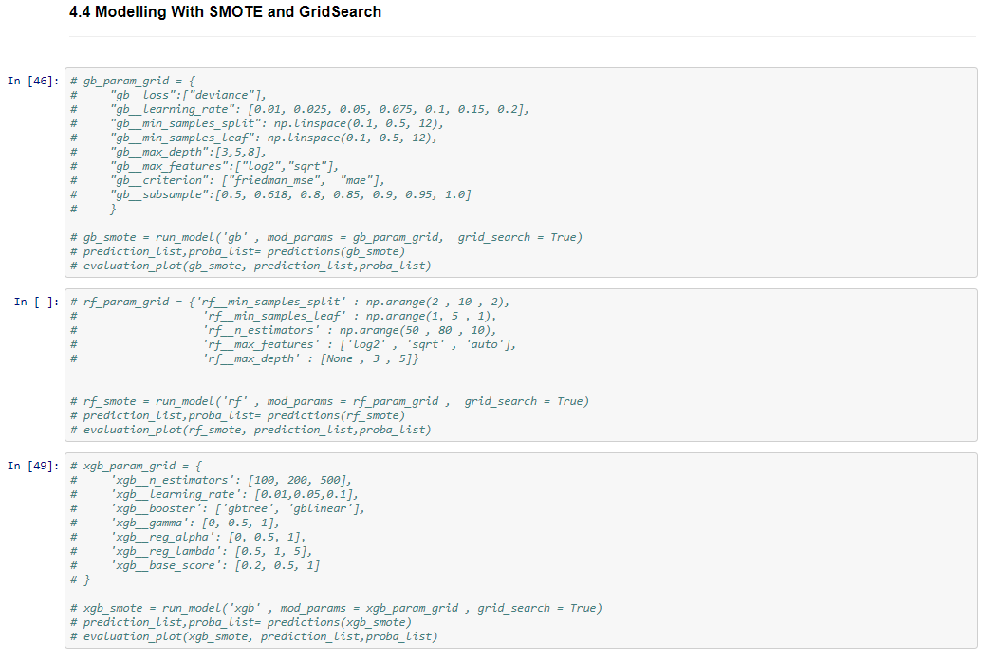 4.4 Modelling With SMOTE and GridSearch
In [46]:
# gb_param_grid = {
#     "gb__loss":["deviance"],
#     "gb__learning_rate": [0.01, 0.025, 0.05, 0.075, 0.1, 0.15, 0.2],
#     "gb__min_samples_split": np.linspace(0.1, 0.5, 12),
#     "gb__min_samples_leaf": np.linspace(0.1, 0.5, 12),
#     "gb__max_depth":[3,5,8],
#     "gb__max_features":["log2","sqrt"],
#     "gb__criterion": ["friedman_mse",  "mae"],
#     "gb__subsample":[0.5, 0.618, 0.8, 0.85, 0.9, 0.95, 1.0]
#     }
# gb_smote = run_model('gb' , mod_params = gb_param_grid,  grid_search = True)
# prediction_list,proba_list= predictions(gb_smote)
# evaluation_plot(gb_smote, prediction_list,proba_list)
In [ ]:
# rf_param_grid = {'rf__min_samples_split' : np.arange(2 , 10 , 2),
#                   'rf__min_samples_leaf' : np.arange(1, 5 , 1),
#                   'rf__n_estimators' : np.arange(50 , 80 , 10),
#                   'rf__max_features' : ['log2' , 'sqrt' , 'auto'],
#                   'rf__max_depth' : [None , 3 , 5]}
# rf_smote = run_model('rf' , mod_params = rf_param_grid ,  grid_search = True)
# prediction_list,proba_list= predictions(rf_smote)
# evaluation_plot(rf_smote, prediction_list,proba_list)
In [49]:
# xgb_param_grid = {
#     'xgb__n_estimators': [100, 200, 500],
#     'xgb__learning_rate': [0.01,0.05,0.1],
#     'xgb__booster': ['gbtree', 'gblinear'],
#     'xgb__gamma': [0, 0.5, 1],
#     'xgb__reg_alpha': [0, 0.5, 1],
#     'xgb__reg_lambda': [0.5, 1, 5],
#     'xgb__base_score': [0.2, 0.5, 1]
# }
# xgb_smote = run_model('xgb' , mod_params = xgb_param_grid , grid_search = True)
# prediction_list,proba_list= predictions(xgb_smote)
# evaluation_plot(xgb_smote, prediction_list,proba_list)